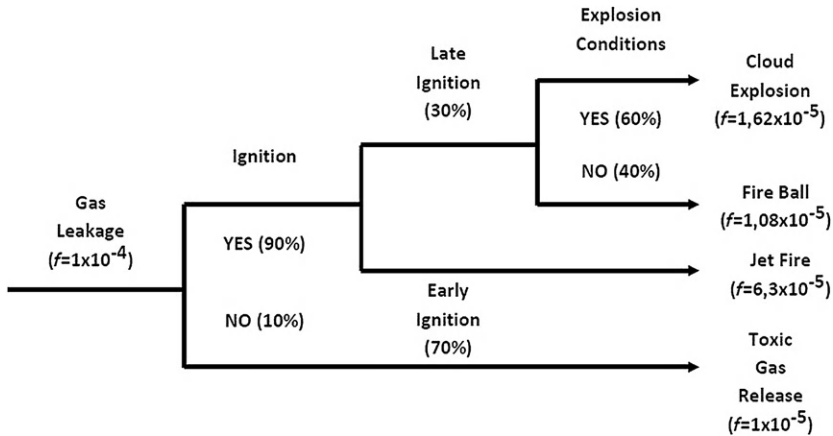 Explosion
Conditions
Late
Ignition
(30%)
Cloud
Explosion
(f=1,62x10⁻⁵)
YES (60%)
Ignition
NO (40%)
Gas
Leakage
(f=1x10⁻⁴)
Fire Ball
(f=1,08x10⁻⁵)
YES (90%)
Jet Fire
(f=6,3x10⁻⁵)
Early
Ignition
(70%)
NO (10%)
Toxic
Gas
Release
(f=1x10⁻⁵)